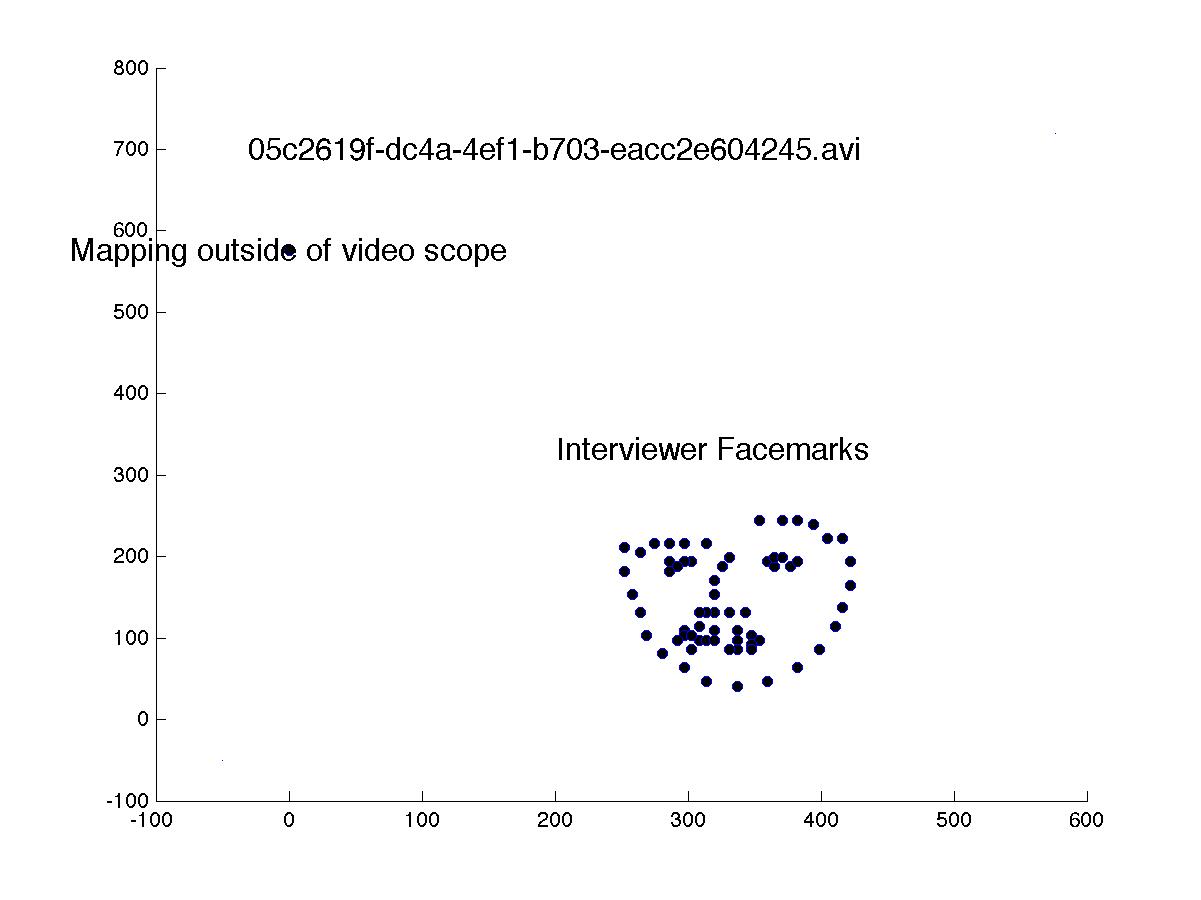 800
700
05c2619f-dc4a-4ef1-b703-eacc2e604245.avi
600
Mapping outside of video scope
500
400
Interviewer Facemarks
300
200
100
0
-100
-100 0 100 200 300 400 500 600